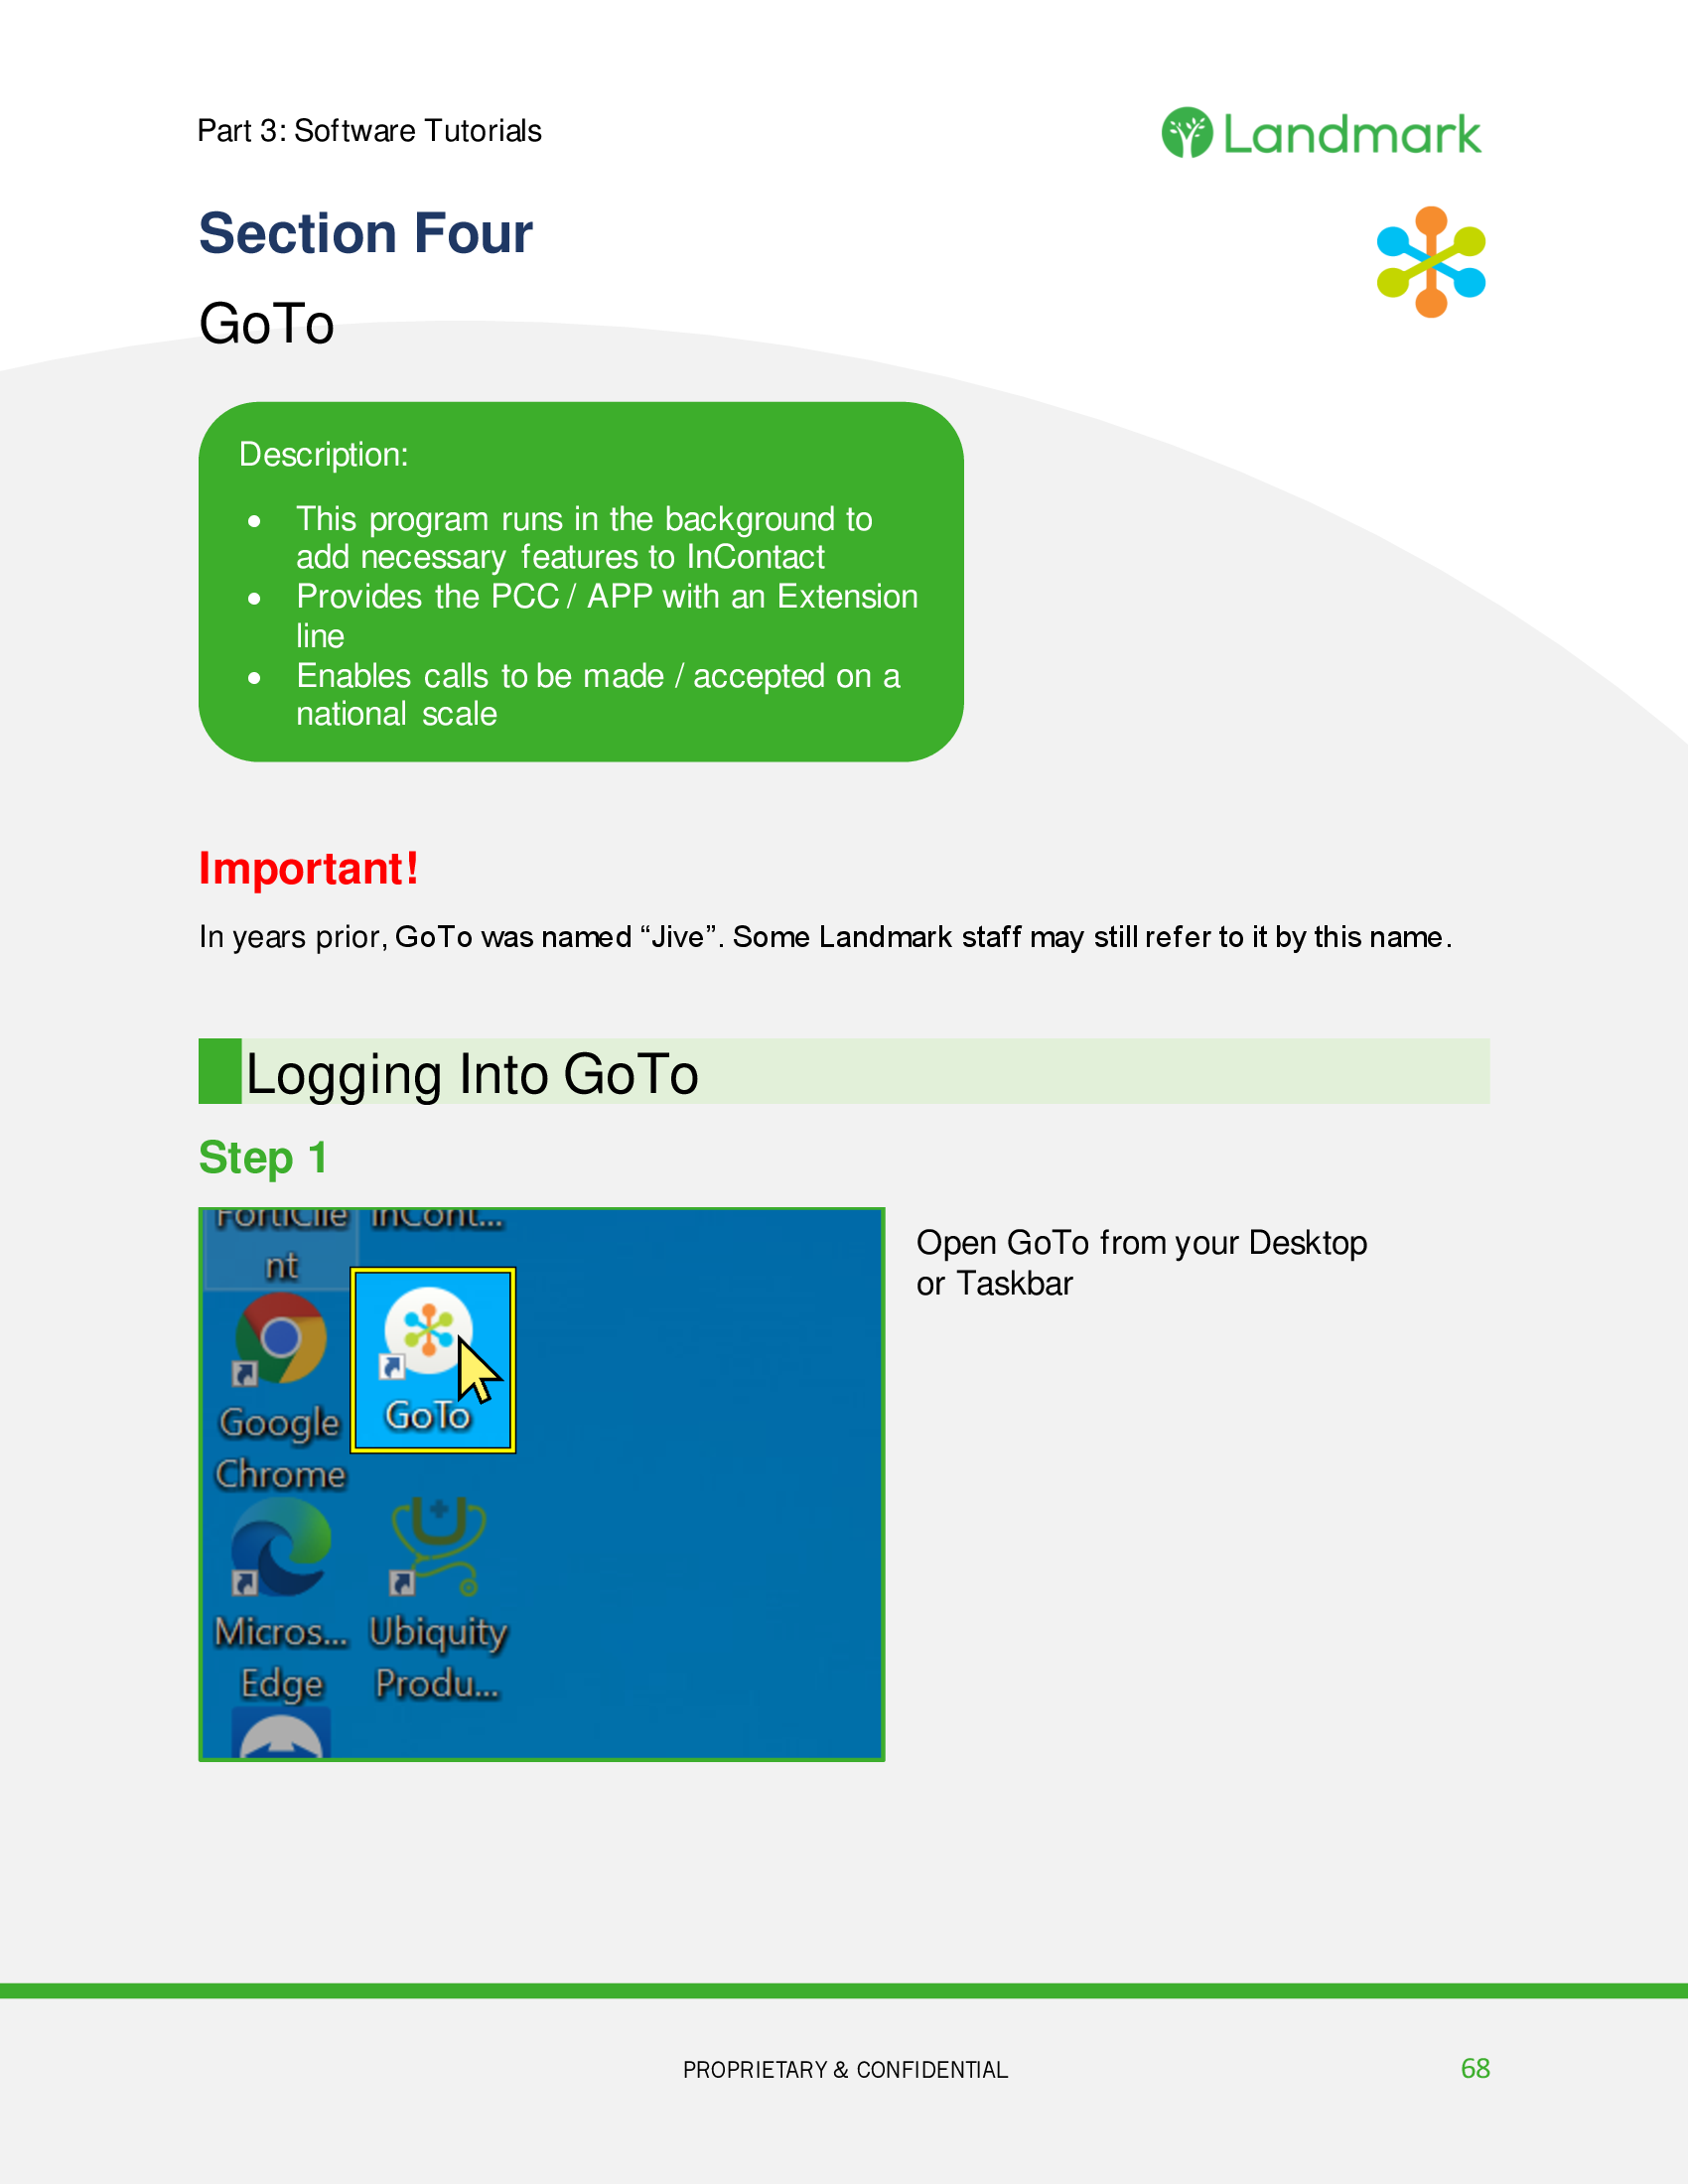 Part 3: Software Tutorials
Landmark
Section Four
GoTo
Description:
• This program runs in the background to
add necessary features to InContact
• Provides the PCC / APP with an Extension
line
• Enables calls to be made / accepted on a
national scale
Important!
In years prior, GoTo was named “Jive”. Some Landmark staff may still refer to it by this name.
Logging Into GoTo
Step 1
FortiClie
nt
InCont...
GoTo
Google
Chrome
Micros...
Edge
Ubiquity
Produ...
Open GoTo from your Desktop
or Taskbar
PROPRIETARY & CONFIDENTIAL
68